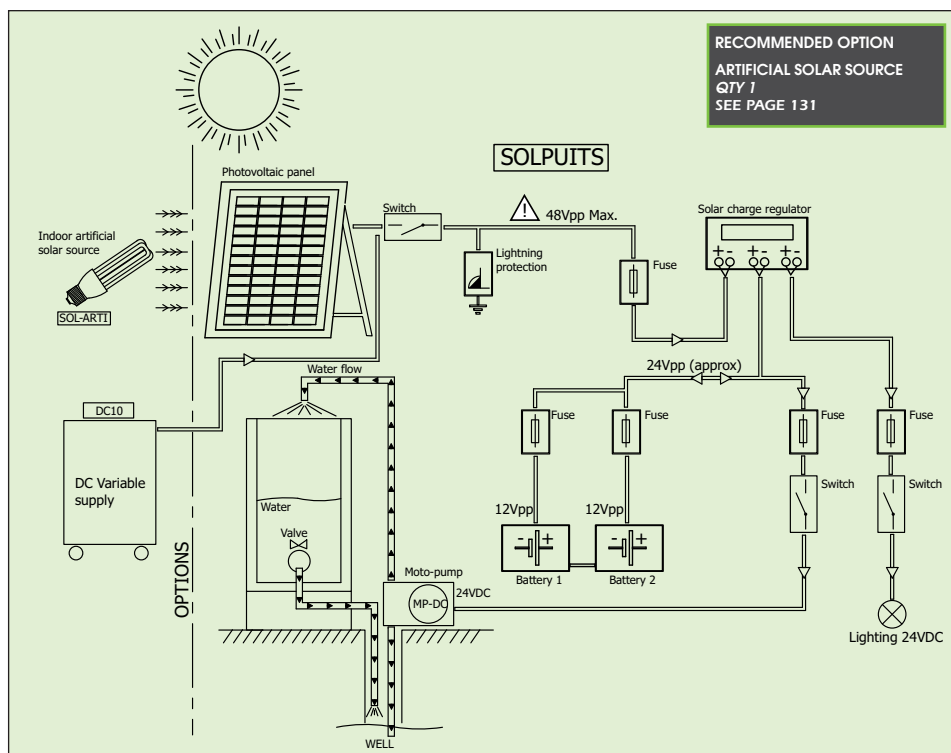 RECOMMENDED OPTION
ARTIFICIAL SOLAR SOURCE
QTY 1
SEE PAGE 131
SOLPUITS
Photovoltaic panel
Switch
48Vpp Max.
Solar charge regulator
Indoor artificial
solar source
SOL-ARTI
Lightning
protection
Fuse
+ - + - + -
Water flow
24Vpp (approx)
DC10
Fuse
Fuse
Fuse
Fuse
DC Variable
supply
Water
Switch
Switch
12Vpp
12Vpp
Valve
- +
- +
OPTIONS
Moto-pump
Battery 1
Battery 2
MP-DC
24VDC
Lighting 24VDC
WELL